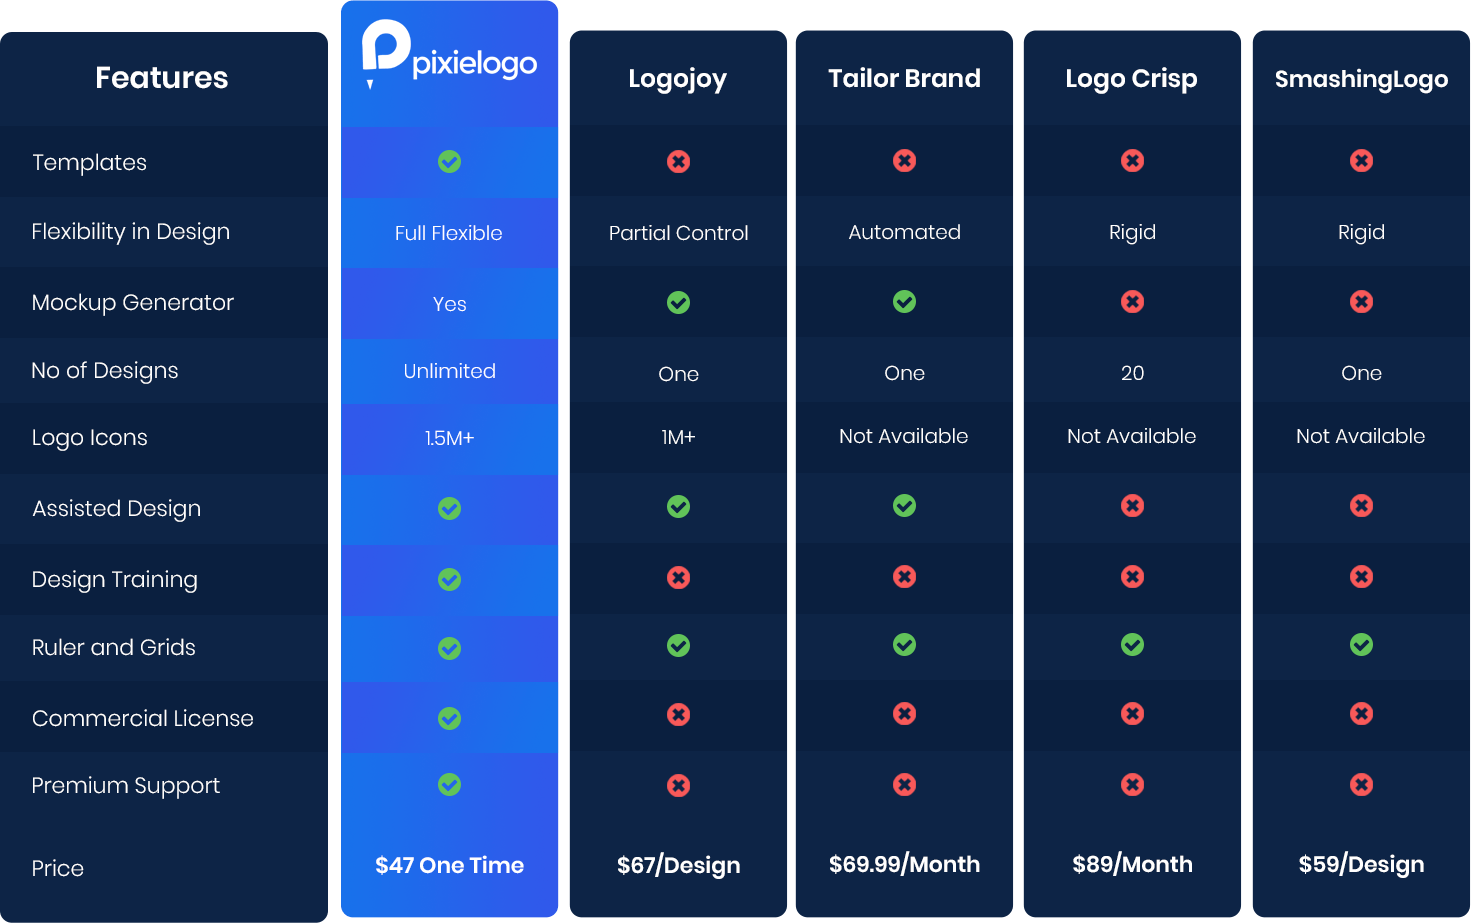 Features
pixielogo
Logojoy
Tailor Brand
Logo Crisp
SmashingLogo
Templates
Flexibility in Design
Full Flexible
Partial Control
Automated
Rigid
Rigid
Mockup Generator
Yes
No of Designs
Unlimited
One
One
20
One
Logo Icons
1.5M+
1M+
Not Available
Not Available
Not Available
Assisted Design
Design Training
Ruler and Grids
Commercial License
Premium Support
Price
$47 One Time
$67/Design
$69.99/Month
$89/Month
$59/Design